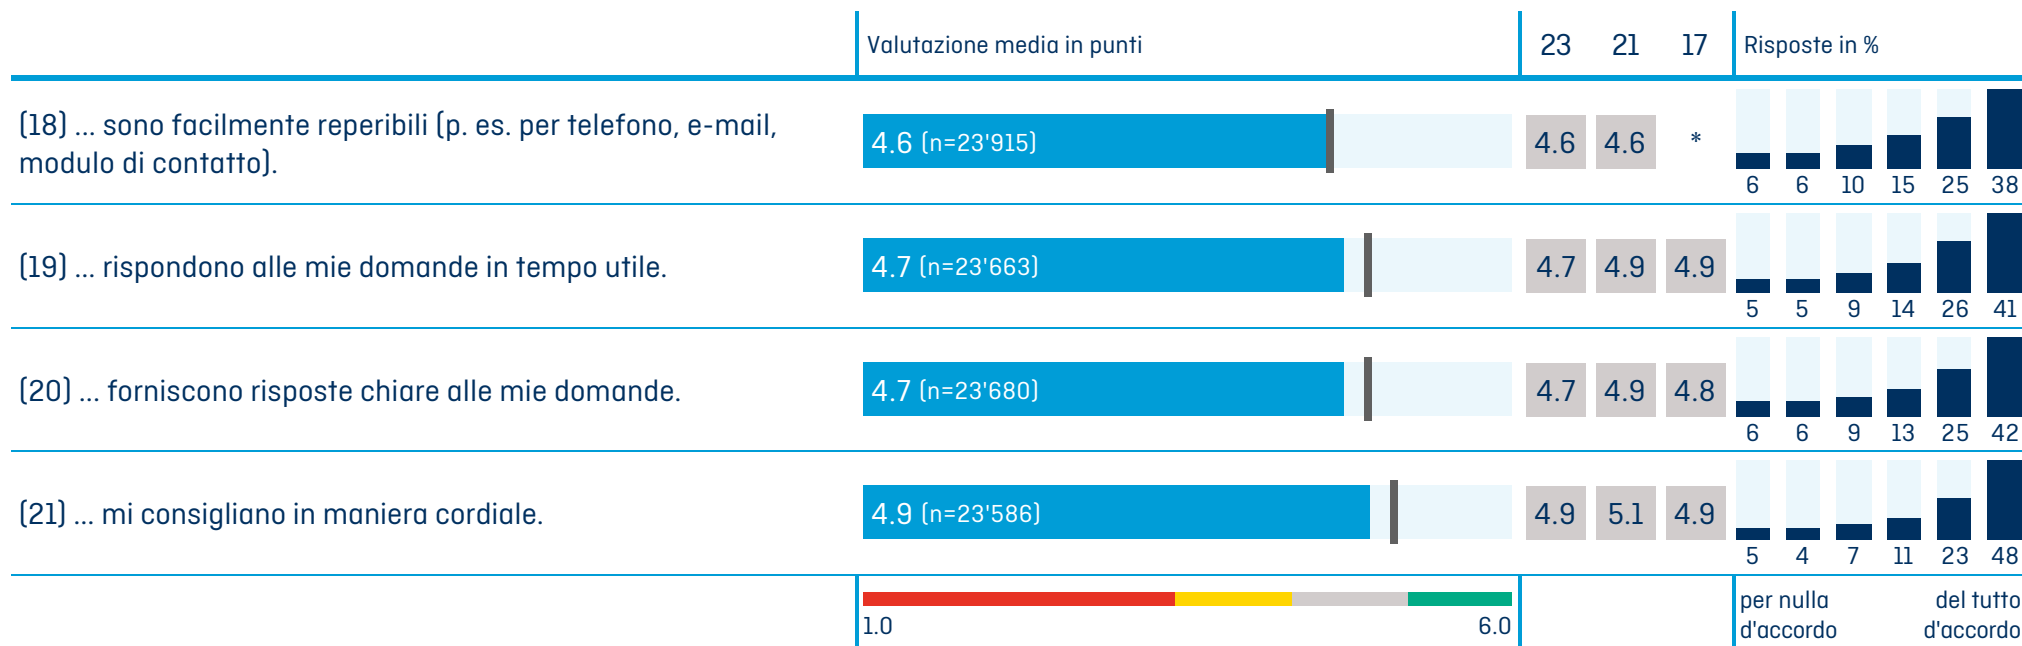 Valutazione media in punti 23 21 17 Risposte in %
(18) ... sono facilmente reperibili (p. es. per telefono, e-mail,
modulo di contatto).
4.6 (n=23'915) 4.6 4.6 *
6 6 10 15 25 38
(19) ... rispondono alle mie domande in tempo utile.
4.7 (n=23'663) 4.7 4.9 4.9
5 5 9 14 26 41
(20) ... forniscono risposte chiare alle mie domande.
4.7 (n=23'680) 4.7 4.9 4.8
6 6 9 13 25 42
(21) ... mi consigliano in maniera cordiale.
4.9 (n=23'586) 4.9 5.1 4.9
5 4 7 11 23 48
1.0 6.0
per nulla
d'accordo
del tutto
d'accordo